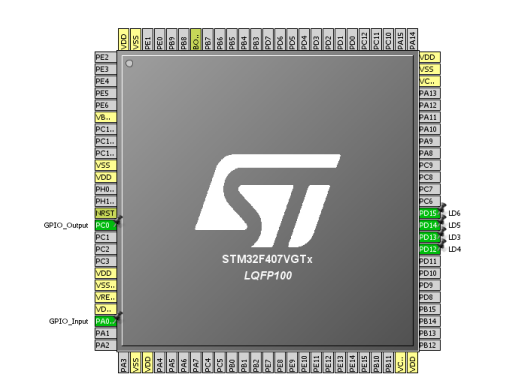 VDD VSS PE1 PE0 PB9 PB8 BO.. PB7 PB6 PB5 PB4 PB3 PD7 PD6 PD5 PD4 PD3 PD2 PD1 PD0 PC12 PC11 PC10 PA15 PA14
PE2 VDD
PE3 VSS
PE4 VC..
PE5 PA13
PE6 PA12
VB.. PA11
PC1.. PA10
PC1.. PA9
PC1.. PA8
VSS PC9
VDD PC8
PH0.. PC7
PH1.. PC6
NRST PD15 LD6
GPIO_Output PC0 PD14 LD5
PC1 PD13 LD3
PC2 PD12 LD4
PC3 PD11
VDD PD10
VSS.. PD9
VRE.. PD8
VD.. PB15
GPIO_Input PA0.. PB14
PA1 PB13
PA2 PB12
ST
STM32F407VGTx
LQFP100
PA3 VSS VDD PA4 PA5 PA6 PA7 PC4 PC5 PB0 PB1 PB2 PE7 PE8 PE9 PE10 PE11 PE12 PE13 PE14 PE15 PB10 PB11 VC.. VDD